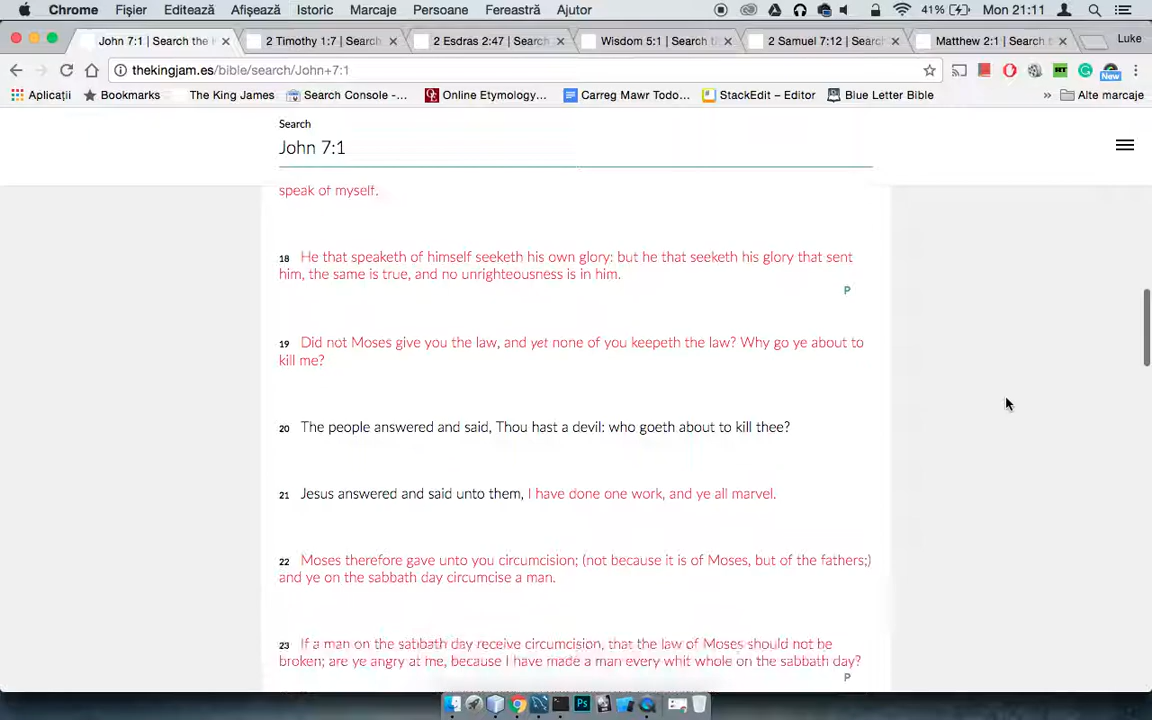 Chrome Fișier Editează Afișează Istoric Marcaje Persoane Fereastră Ajutor 41% Mon 21:11
John 7:1 | Search the 2 Timothy 1:7 | Search 2 Esdras 2:47 | Search Wisdom 5:1 | Search 2 Samuel 7:12 | Search Matthew 2:1 | Search Luke
thekingjam.es/bible/search/John+7:1 New
Aplicații Bookmarks The King James Search Console -... Online Etymology... Carreg Mawr Todo... StackEdit – Editor Blue Letter Bible » Alte marcaje
Search
John 7:1
speak of myself.
18 He that speaketh of himself seeketh his own glory: but he that seeketh his glory that sent
him, the same is true, and no unrighteousness is in him.
P
19 Did not Moses give you the law, and yet none of you keepeth the law? Why go ye about to
kill me?
20 The people answered and said, Thou hast a devil: who goeth about to kill thee?
21 Jesus answered and said unto them, I have done one work, and ye all marvel.
22 Moses therefore gave unto you circumcision; (not because it is of Moses, but of the fathers;)
and ye on the sabbath day circumcise a man.
23 If a man on the sabbath day receive circumcision, that the law of Moses should not be
broken; are ye angry at me, because I have made a man every whit whole on the sabbath day?
P
Ps